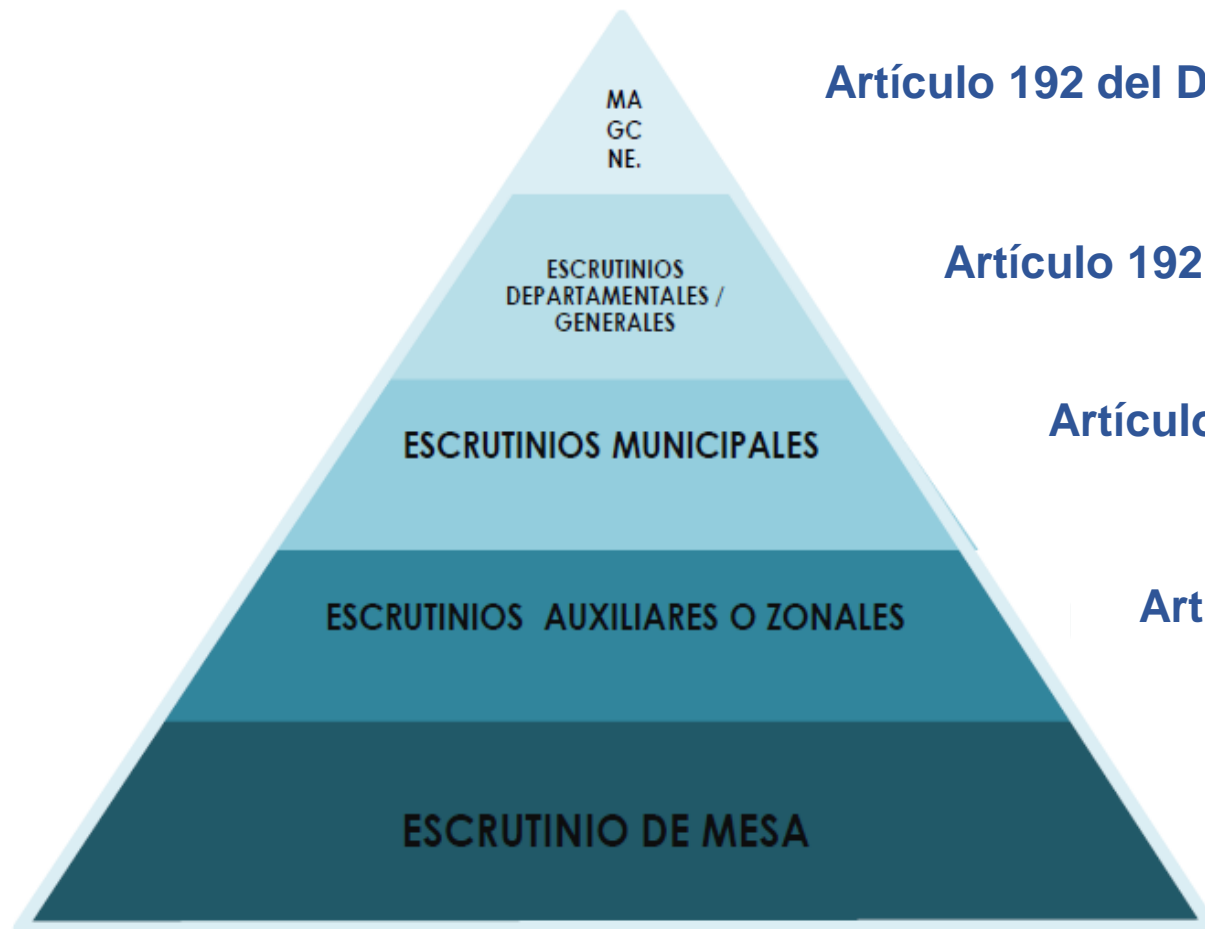 MA
GC
NE.
Artículo 192 del D
ESCRUTINIOS
DEPARTAMENTALES /
GENERALES
Artículo 192
ESCRUTINIOS MUNICIPALES
Artículo
ESCRUTINIOS AUXILIARES O ZONALES
Art
ESCRUTINIO DE MESA